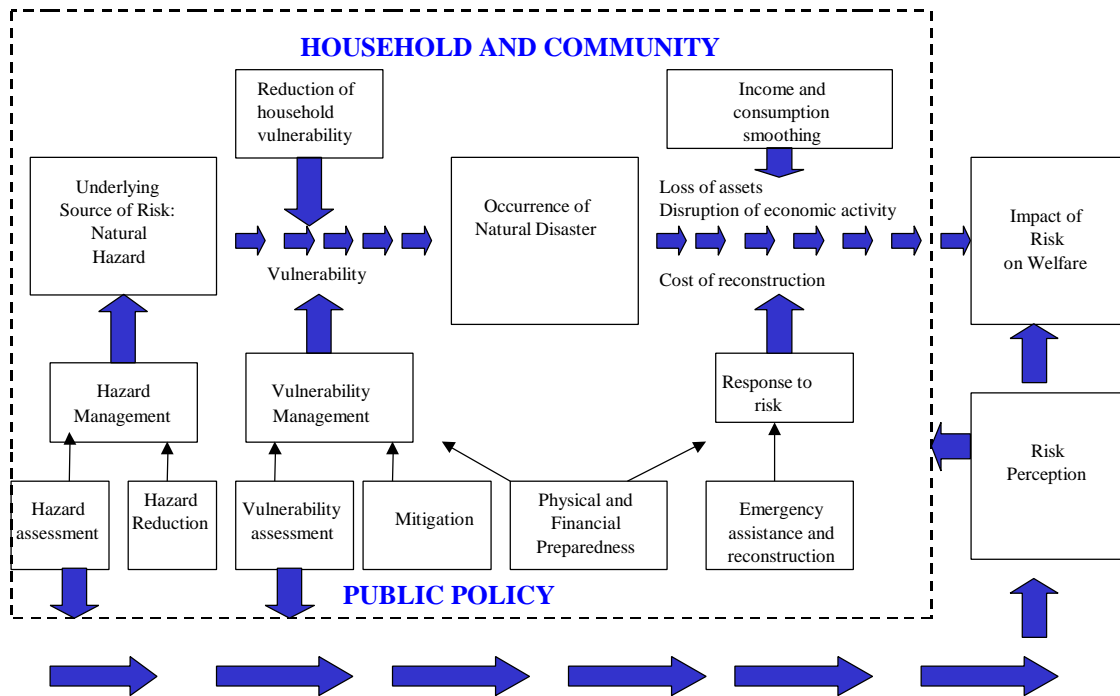 HOUSEHOLD AND COMMUNITY
Reduction of
household
vulnerability
Income and
consumption
smoothing
Underlying
Source of Risk:
Natural
Hazard
Vulnerability
Occurrence of
Natural Disaster
Loss of assets
Disruption of economic activity
Cost of reconstruction
Impact of
Risk
on Welfare
Hazard
Management
Vulnerability
Management
Response to
risk
Risk
Perception
Hazard
assessment
Hazard
Reduction
Vulnerability
assessment
Mitigation
Physical and
Financial
Preparedness
Emergency
assistance and
reconstruction
PUBLIC POLICY